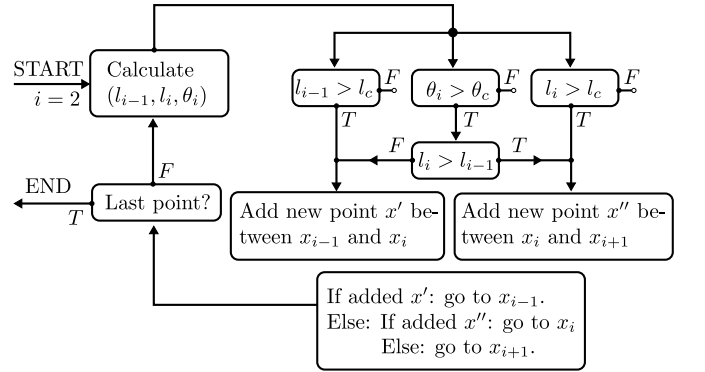 START
i = 2
Calculate
(l_{i−1}, l_i, θ_i)
l_{i−1} > l_c
F
T
θ_i > θ_c
F
T
l_i > l_c
F
T
F
l_i > l_{i−1}
T
END
T
Last point?
F
Add new point x′ be-
tween x_{i−1} and x_i
Add new point x″ be-
tween x_i and x_{i+1}
If added x′: go to x_{i−1}.
Else: If added x″: go to x_i
Else: go to x_{i+1}.